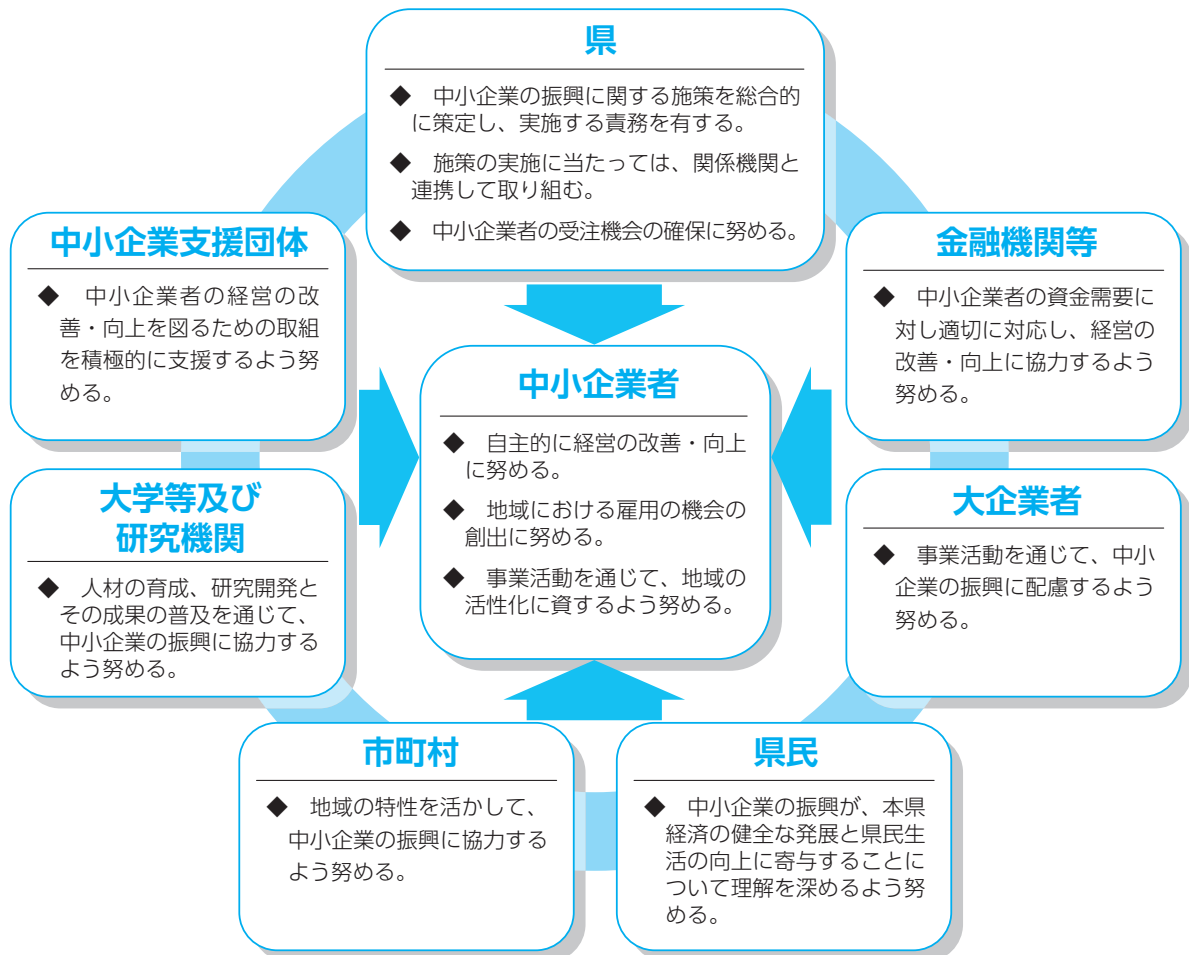 県
◆　中小企業の振興に関する施策を総合的
に策定し、実施する責務を有する。
◆　施策の実施に当たっては、関係機関と
連携して取り組む。
◆　中小企業者の受注機会の確保に努める。
中小企業支援団体
◆　中小企業者の経営の改
善・向上を図るための取組
を積極的に支援するよう努
める。
金融機関等
◆　中小企業者の資金需要に
対し適切に対応し、経営の
改善・向上に協力するよう
努める。
中小企業者
◆　自主的に経営の改善・向上
に努める。
◆　地域における雇用の機会の
創出に努める。
◆　事業活動を通じて、地域の
活性化に資するよう努める。
大学等及び
研究機関
◆　人材の育成、研究開発と
その成果の普及を通じて、
中小企業の振興に協力する
よう努める。
大企業者
◆　事業活動を通じて、中小
企業の振興に配慮するよう
努める。
市町村
◆　地域の特性を活かして、
中小企業の振興に協力する
よう努める。
県民
◆　中小企業の振興が、本県
経済の健全な発展と県民生
活の向上に寄与することに
ついて理解を深めるよう努
める。